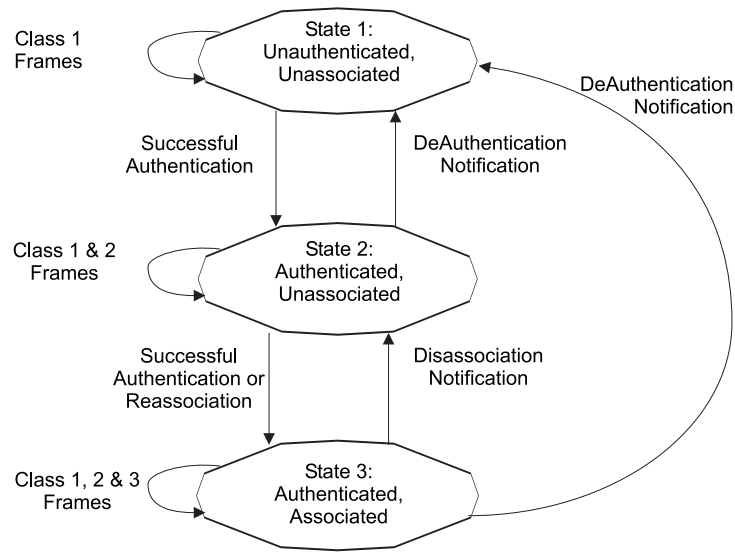 Class 1
Frames
State 1:
Unauthenticated,
Unassociated
DeAuthentication
Notification
Successful
Authentication
DeAuthentication
Notification
Class 1 & 2
Frames
State 2:
Authenticated,
Unassociated
Successful
Authentication or
Reassociation
Disassociation
Notification
Class 1, 2 & 3
Frames
State 3:
Authenticated,
Associated